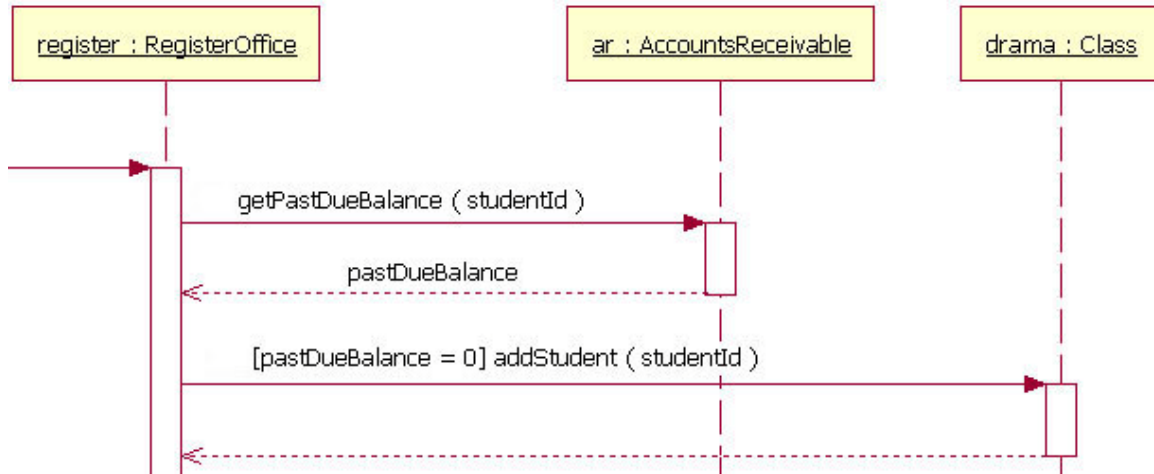 register : RegisterOffice
ar : AccountsReceivable
drama : Class
getPastDueBalance ( studentId )
pastDueBalance
[pastDueBalance = 0] addStudent ( studentId )